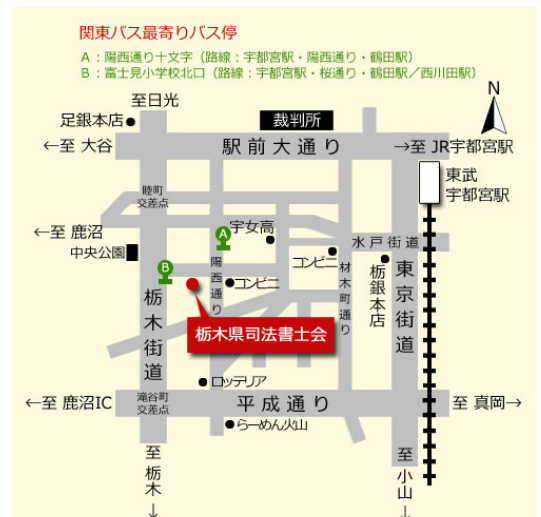 関東バス最寄りバス停
A：陽西通り十文字（路線：宇都宮駅・陽西通り・鶴田駅）
B：富士見小学校北口（路線：宇都宮駅・桜通り・鶴田駅／西川田駅）
至日光
N
足銀本店
裁判所
←至 大谷
駅前大通り
→至 JR宇都宮駅
東武
宇都宮駅
睦町
交差点
←至 鹿沼
A
宇女高
水戸街道
中央公園
コンビニ
B
陽西通り
コンビニ
材木町通り
栃銀本店
東京街道
栃木街道
栃木県司法書士会
ロッテリア
←至 鹿沼IC
滝谷町
交差点
平成通り
至 真岡→
らーめん火山
至栃木↓
至小山↓